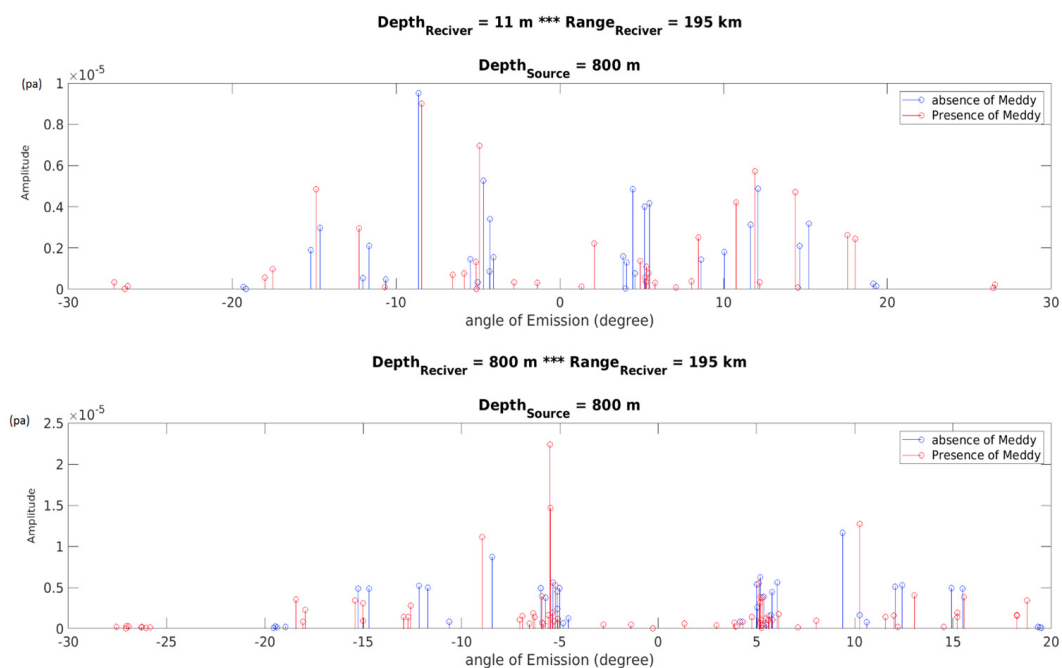 Depth_Reciver = 11 m *** Range_Reciver = 195 km
Depth_Source = 800 m
(pa)
×10^-5
1
0.8
0.6
0.4
0.2
0
Amplitude
absence of Meddy
Presence of Meddy
-30 -20 -10 0 10 20 30
angle of Emission (degree)
Depth_Reciver = 800 m *** Range_Reciver = 195 km
Depth_Source = 800 m
(pa)
×10^-5
2.5
2
1.5
1
0.5
0
Amplitude
absence of Meddy
Presence of Meddy
-30 -25 -20 -15 -10 -5 0 5 10 15 20
angle of Emission (degree)